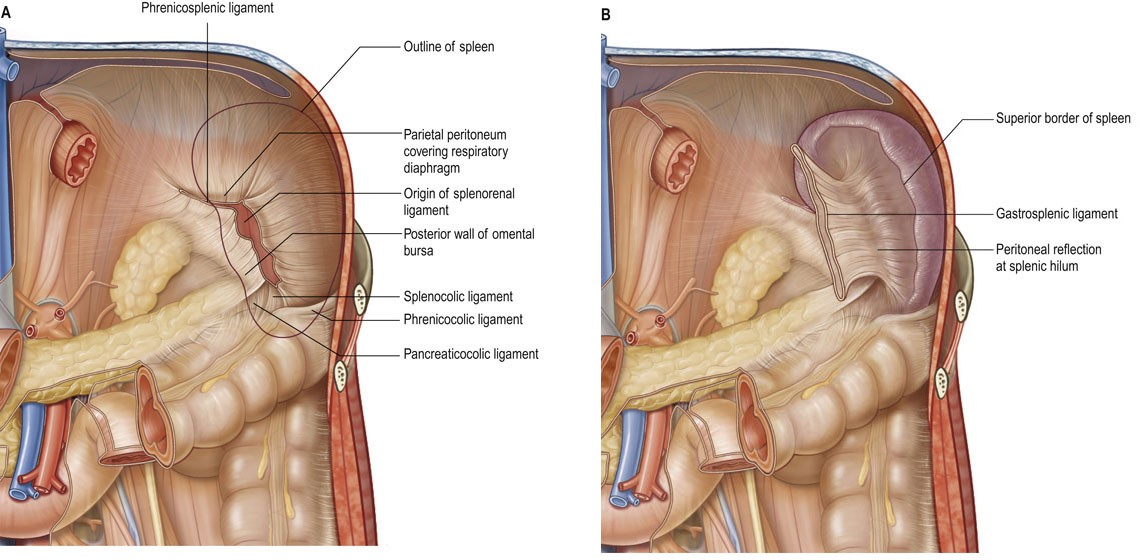 A
Phrenicosplenic ligament
Outline of spleen
Parietal peritoneum
covering respiratory
diaphragm
Origin of splenorenal
ligament
Posterior wall of omental
bursa
Splenocolic ligament
Phrenicocolic ligament
Pancreaticocolic ligament
B
Superior border of spleen
Gastrosplenic ligament
Peritoneal reflection
at splenic hilum